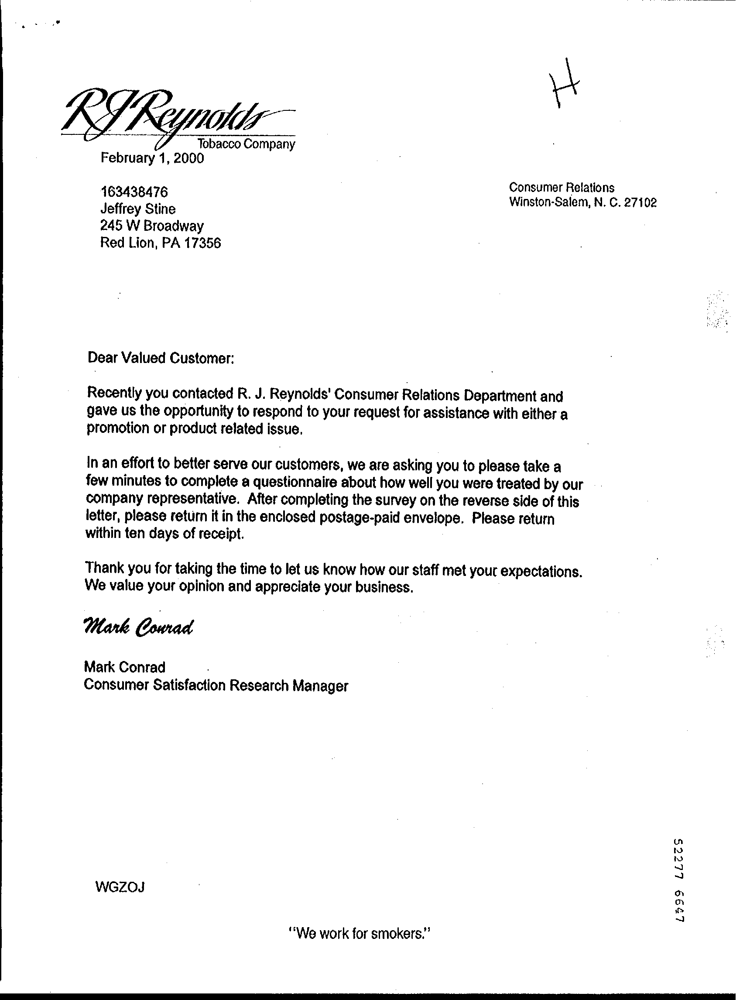 H
RJReynolds
Tobacco Company
February 1, 2000
163438476
Jeffrey Stine
245 W Broadway
Red Lion, PA 17356
Consumer Relations
Winston-Salem, N. C. 27102
Dear Valued Customer:
Recently you contacted R. J. Reynolds' Consumer Relations Department and
gave us the opportunity to respond to your request for assistance with either a
promotion or product related issue.
In an effort to better serve our customers, we are asking you to please take a
few minutes to complete a questionnaire about how well you were treated by our
company representative.  After completing the survey on the reverse side of this
letter, please return it in the enclosed postage-paid envelope.  Please return
within ten days of receipt.
Thank you for taking the time to let us know how our staff met your expectations.
We value your opinion and appreciate your business.
Mark Conrad
Mark Conrad
Consumer Satisfaction Research Manager
WGZOJ
52277 6647
"We work for smokers."